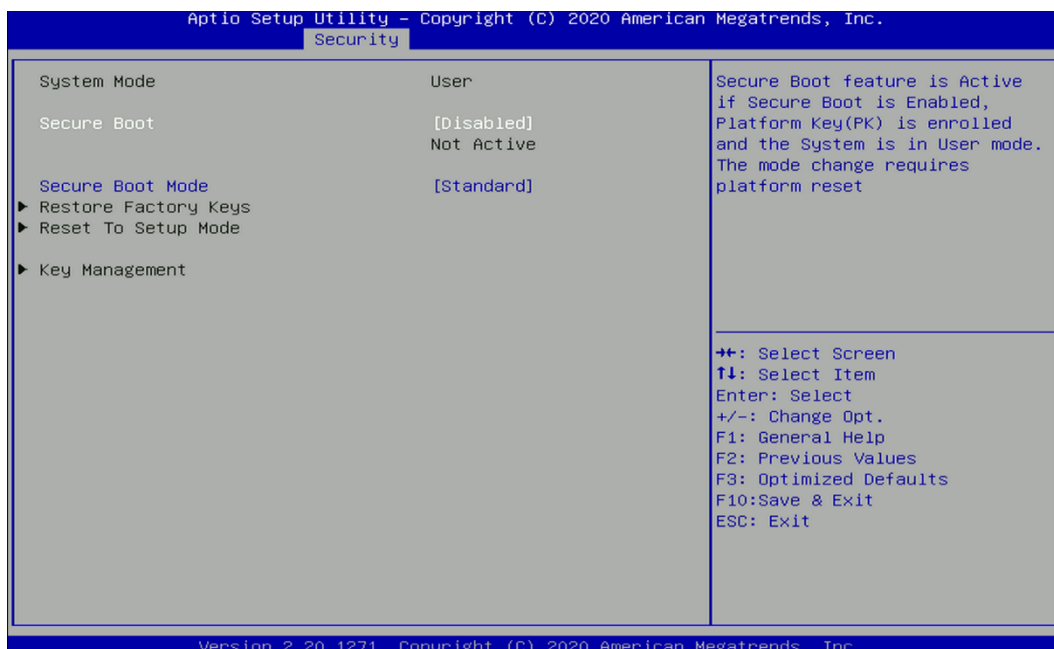 Aptio Setup Utility – Copyright (C) 2020 American Megatrends, Inc.
Security
System Mode User
Secure Boot [Disabled]
Not Active
Secure Boot Mode [Standard]
▶ Restore Factory Keys
▶ Reset To Setup Mode
▶ Key Management
Secure Boot feature is Active
if Secure Boot is Enabled,
Platform Key(PK) is enrolled
and the System is in User mode.
The mode change requires
platform reset
→←: Select Screen
↑↓: Select Item
Enter: Select
+/-: Change Opt.
F1: General Help
F2: Previous Values
F3: Optimized Defaults
F10:Save & Exit
ESC: Exit
Version 2.20.1271. Copyright (C) 2020 American Megatrends, Inc.